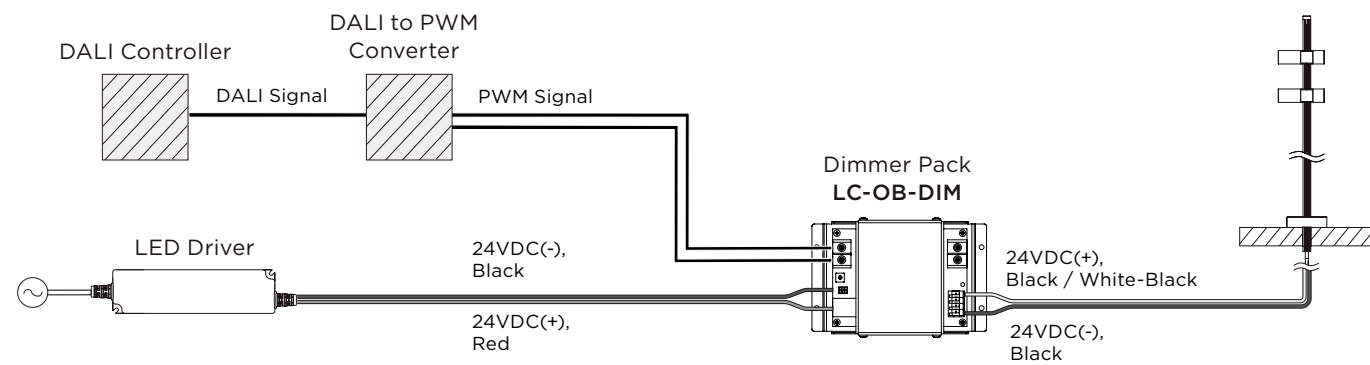 DALI to PWM
Converter
DALI Controller
DALI Signal
PWM Signal
Dimmer Pack
LC-OB-DIM
LED Driver
24VDC(-),
Black
24VDC(+),
Red
24VDC(+),
Black / White-Black
24VDC(-),
Black